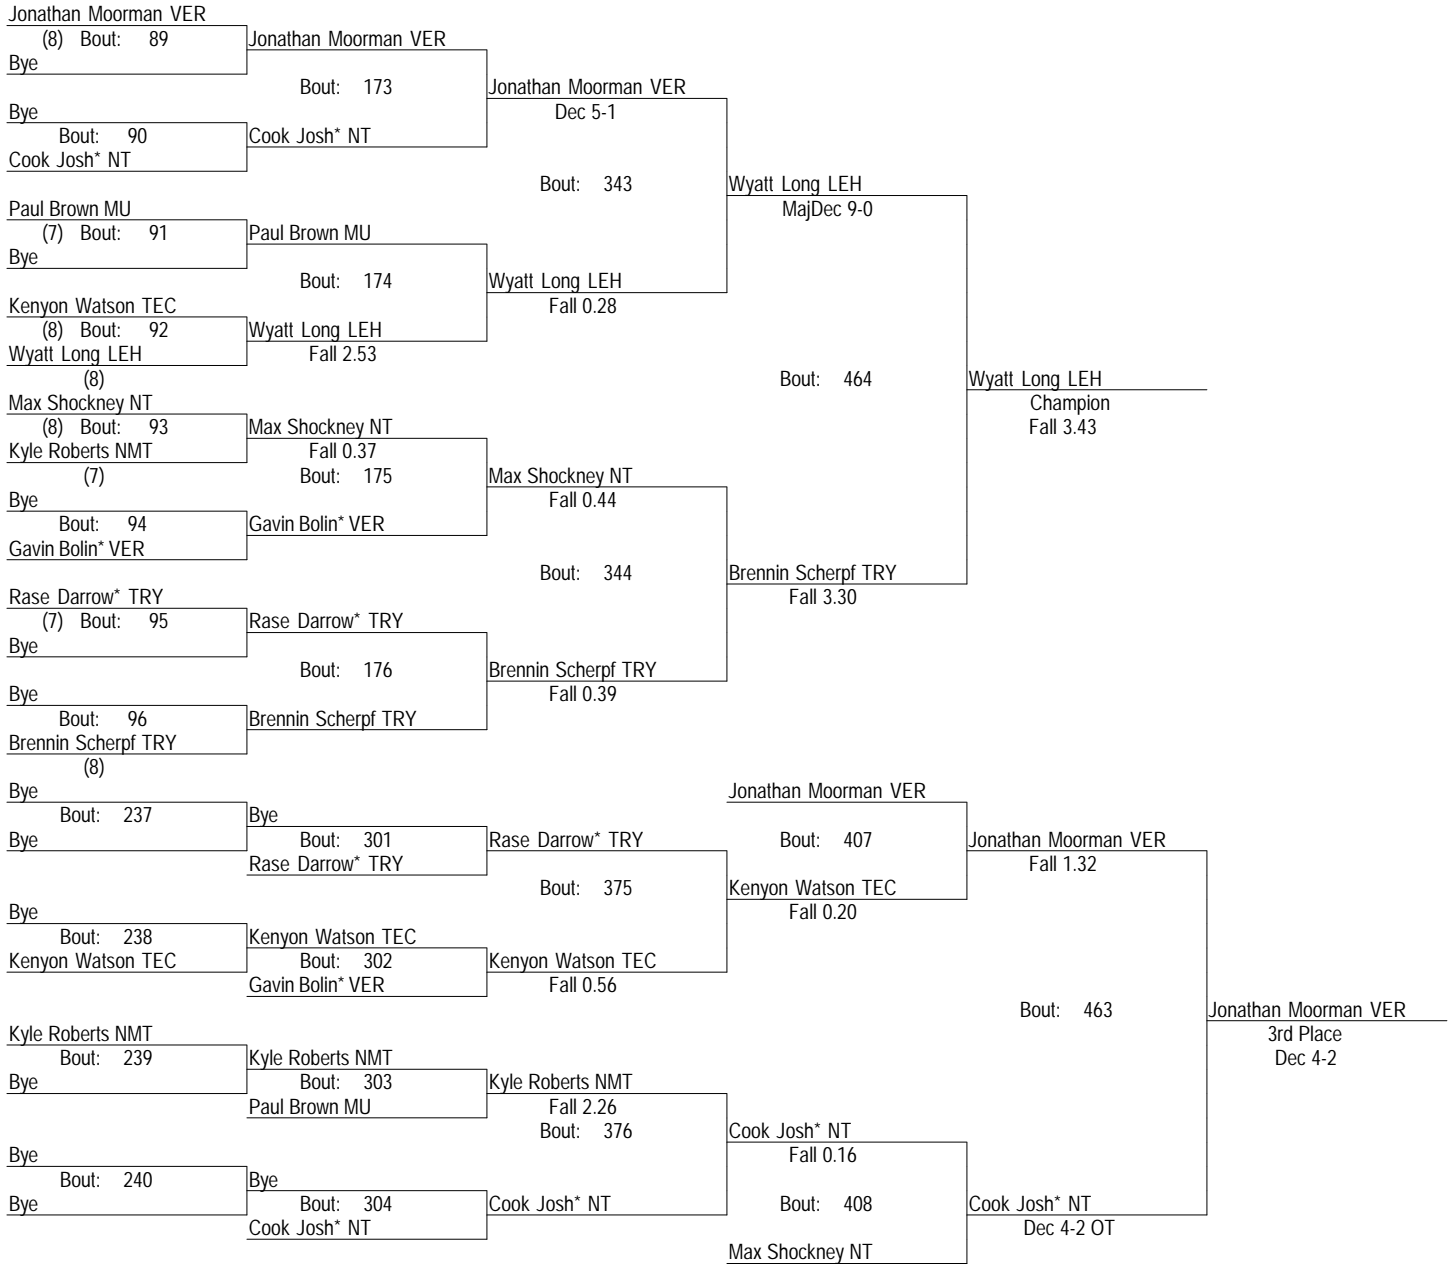 Jonathan Moorman VER
(8) Bout: 89 Jonathan Moorman VER
Bye
Bout: 173 Jonathan Moorman VER
Bye Dec 5-1
Bout: 90 Cook Josh* NT
Cook Josh* NT
Bout: 343 Wyatt Long LEH
Paul Brown MU MajDec 9-0
(7) Bout: 91 Paul Brown MU
Bye
Bout: 174 Wyatt Long LEH
Kenyon Watson TEC Fall 0.28
(8) Bout: 92 Wyatt Long LEH
Wyatt Long LEH Fall 2.53
(8) Bout: 464 Wyatt Long LEH
Max Shockney NT Champion
(8) Bout: 93 Max Shockney NT Fall 3.43
Kyle Roberts NMT Fall 0.37
(7) Bout: 175 Max Shockney NT
Bye Fall 0.44
Bout: 94 Gavin Bolin* VER
Gavin Bolin* VER
Bout: 344 Brennin Scherpf TRY
Rase Darrow* TRY Fall 3.30
(7) Bout: 95 Rase Darrow* TRY
Bye
Bout: 176 Brennin Scherpf TRY
Bye Fall 0.39
Bout: 96 Brennin Scherpf TRY
Brennin Scherpf TRY
(8)
Bye Jonathan Moorman VER
Bout: 237 Bye
Bye Bout: 301 Rase Darrow* TRY Bout: 407 Jonathan Moorman VER
Rase Darrow* TRY Fall 1.32
Bout: 375 Kenyon Watson TEC
Bye Fall 0.20
Bout: 238 Kenyon Watson TEC
Kenyon Watson TEC Bout: 302 Kenyon Watson TEC
Gavin Bolin* VER Fall 0.56
Bout: 463 Jonathan Moorman VER
Kyle Roberts NMT 3rd Place
Bout: 239 Kyle Roberts NMT Dec 4-2
Bye Bout: 303 Kyle Roberts NMT
Paul Brown MU Fall 2.26
Bout: 376 Cook Josh* NT
Bye Fall 0.16
Bout: 240 Bye
Bye Bout: 304 Cook Josh* NT Bout: 408 Cook Josh* NT
Cook Josh* NT Dec 4-2 OT
Max Shockney NT